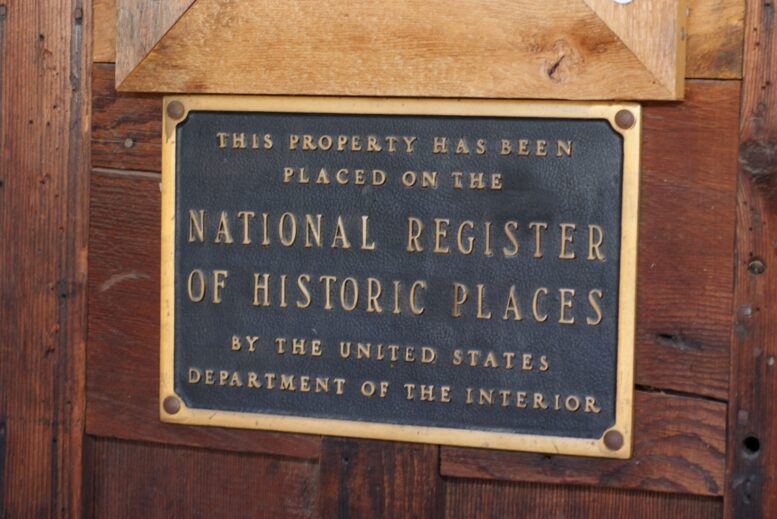 THIS PROPERTY HAS BEEN
PLACED ON THE
NATIONAL REGISTER
OF HISTORIC PLACES
BY THE UNITED STATES
DEPARTMENT OF THE INTERIOR